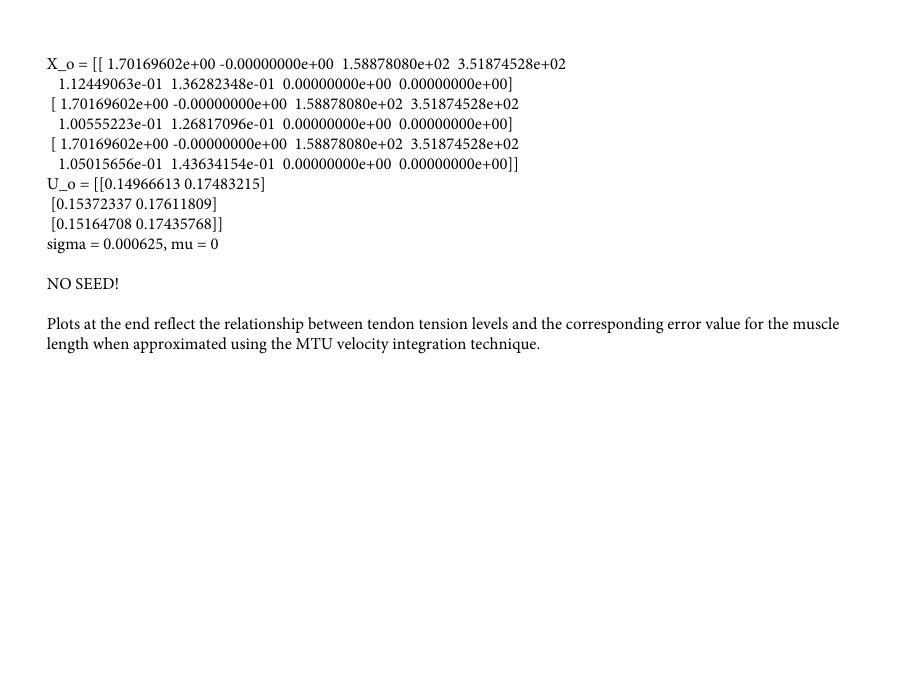 X_o = [[ 1.70169602e+00 -0.00000000e+00  1.58878080e+02  3.51874528e+02
1.12449063e-01  1.36282348e-01  0.00000000e+00  0.00000000e+00]
[ 1.70169602e+00 -0.00000000e+00  1.58878080e+02  3.51874528e+02
1.00555223e-01  1.26817096e-01  0.00000000e+00  0.00000000e+00]
[ 1.70169602e+00 -0.00000000e+00  1.58878080e+02  3.51874528e+02
1.05015656e-01  1.43634154e-01  0.00000000e+00  0.00000000e+00]]
U_o = [[0.14966613 0.17483215]
[0.15372337 0.17611809]
[0.15164708 0.17435768]]
sigma = 0.000625, mu = 0
NO SEED!
Plots at the end reflect the relationship between tendon tension levels and the corresponding error value for the muscle
length when approximated using the MTU velocity integration technique.